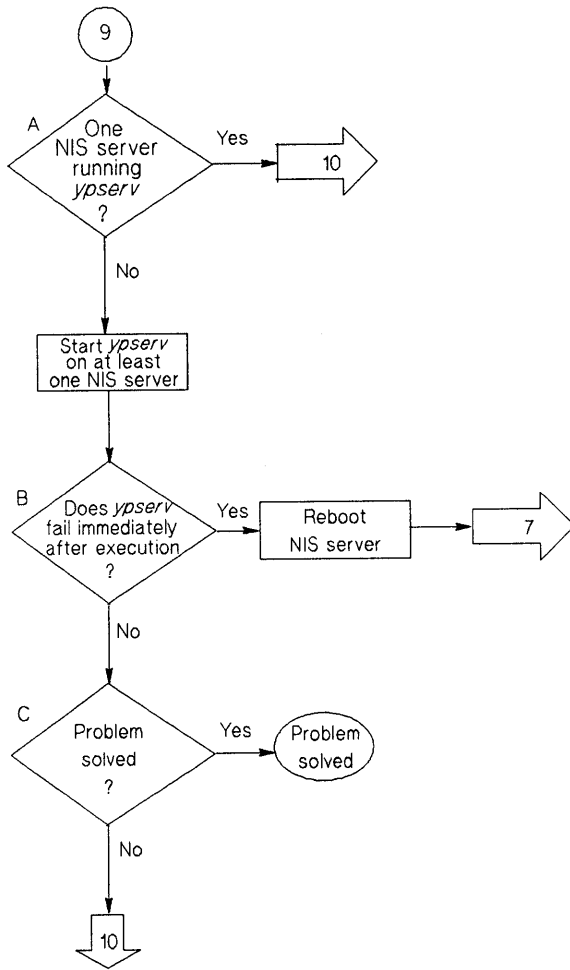 9
A
One
NIS server
running
ypserv
?
Yes
10
No
Start ypserv
on at least
one NIS server
B
Does ypserv
fail immediately
after execution
?
Yes
Reboot
NIS server
7
No
C
Problem
solved
?
Yes
Problem
solved
No
10